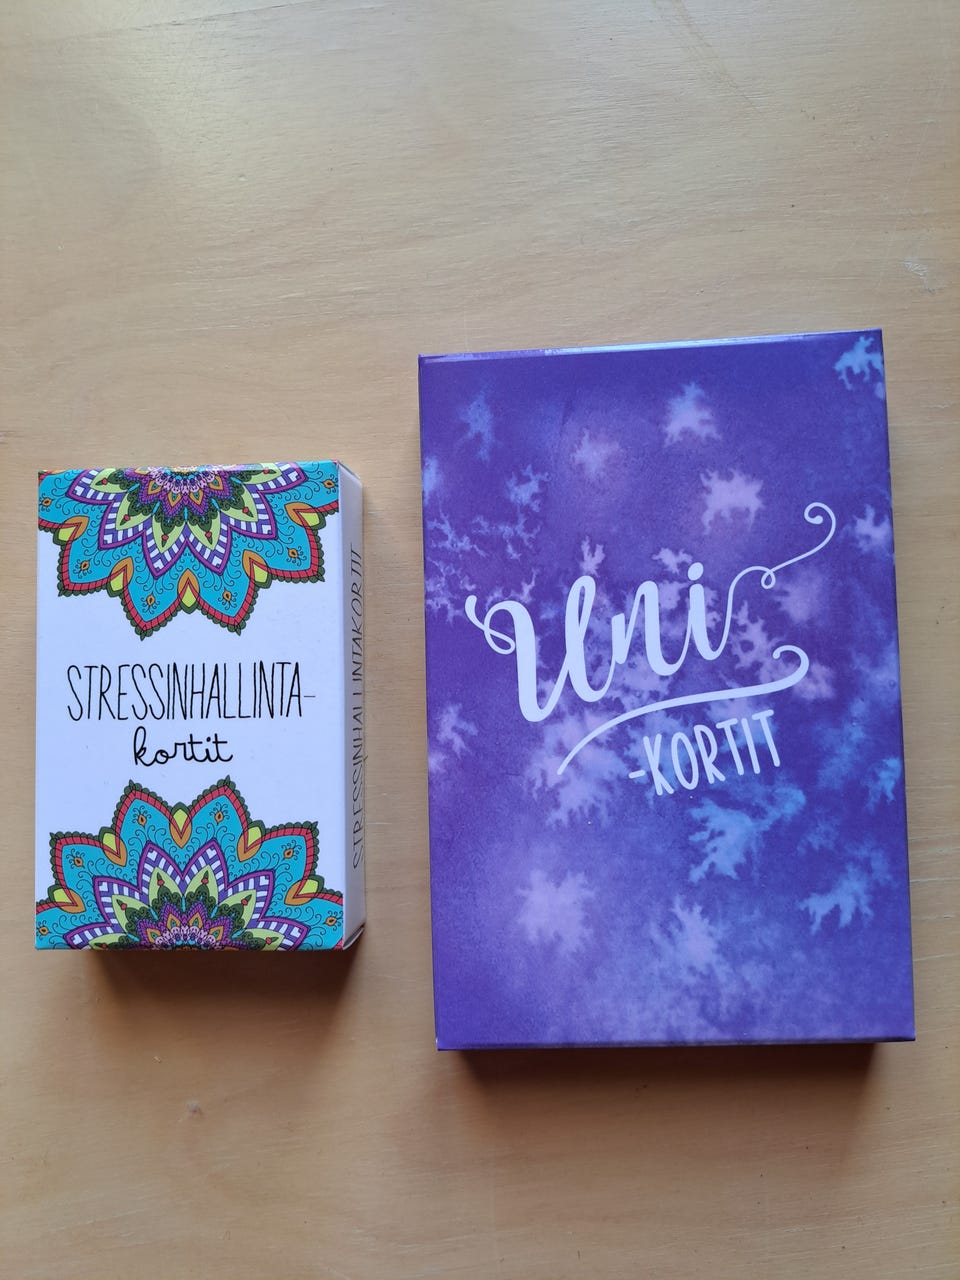 STRESSINHALLINTA-
kortit
STRESSINHALLINTAKORTIT
Uni
-KORTIT